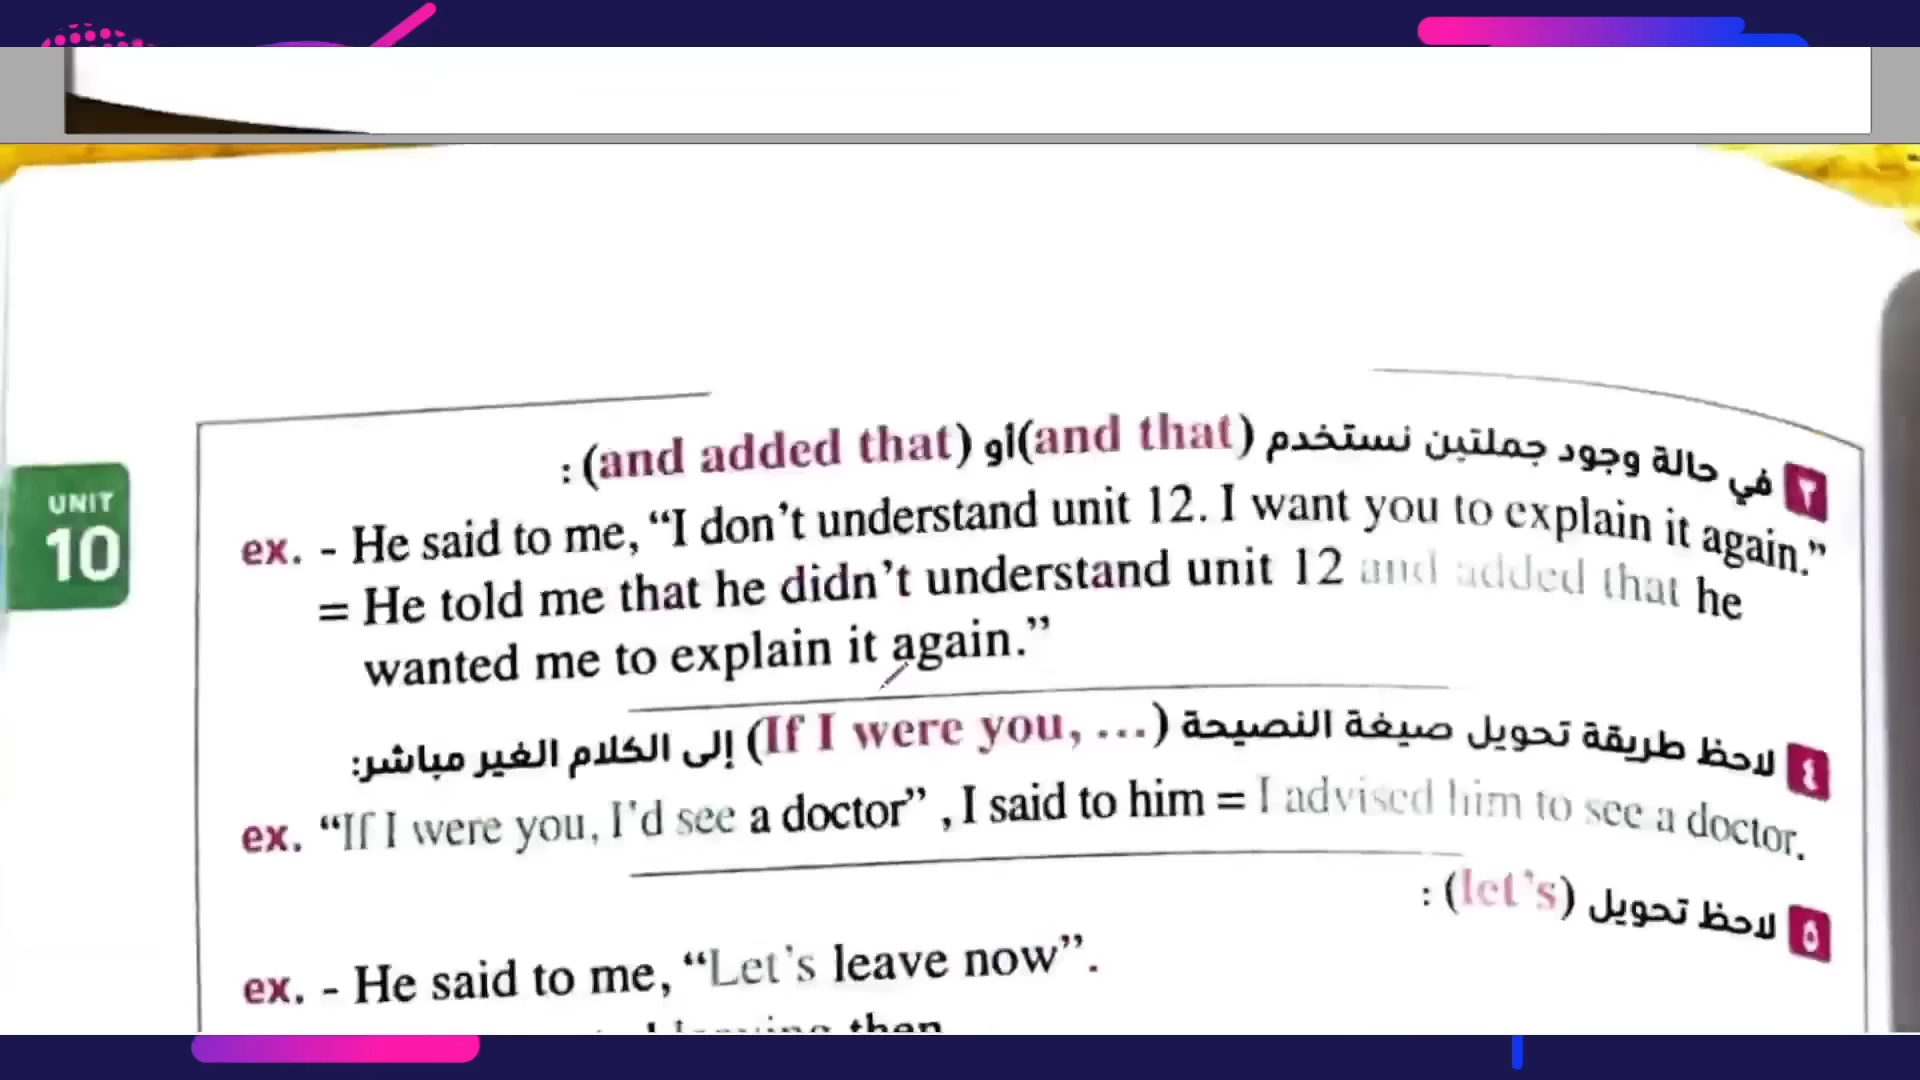 ٣ في حالة وجود جملتين نستخدم (and that) أو (and added that) :
UNIT
10
ex. - He said to me, “I don’t understand unit 12. I want you to explain it again.”
= He told me that he didn’t understand unit 12 and added that he
wanted me to explain it again.”
٤ لاحظ طريقة تحويل صيغة النصيحة (If I were you, ...) إلى الكلام الغير مباشر:
ex. “If I were you, I’d see a doctor” , I said to him = I advised him to see a doctor.
٥ لاحظ تحويل (let’s) :
ex. - He said to me, “Let’s leave now”.
leaving then